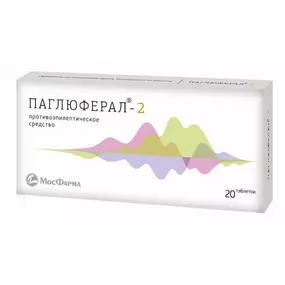 ПАГЛЮФЕРАЛ®-2
противоэпилептическое
средство
МосФарма
20 таблеток